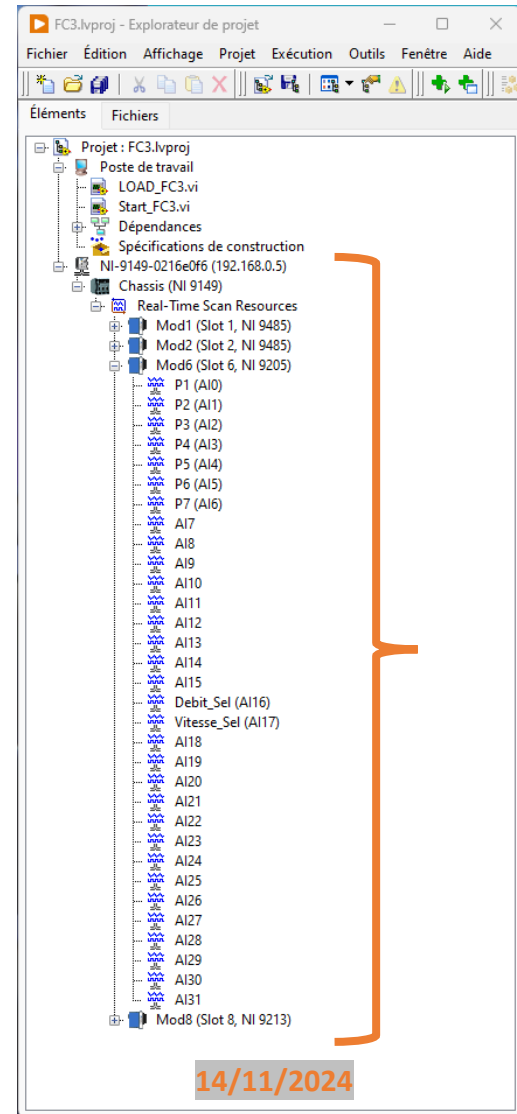 FC3.lvproj - Explorateur de projet
Fichier Édition Affichage Projet Exécution Outils Fenêtre Aide
Éléments Fichiers
Projet : FC3.lvproj
Poste de travail
LOAD_FC3.vi
Start_FC3.vi
Dépendances
Spécifications de construction
NI-9149-0216e0f6 (192.168.0.5)
Chassis (NI 9149)
Real-Time Scan Resources
Mod1 (Slot 1, NI 9485)
Mod2 (Slot 2, NI 9485)
Mod6 (Slot 6, NI 9205)
P1 (AI0)
P2 (AI1)
P3 (AI2)
P4 (AI3)
P5 (AI4)
P6 (AI5)
P7 (AI6)
AI7
AI8
AI9
AI10
AI11
AI12
AI13
AI14
AI15
Debit_Sel (AI16)
Vitesse_Sel (AI17)
AI18
AI19
AI20
AI21
AI22
AI23
AI24
AI25
AI26
AI27
AI28
AI29
AI30
AI31
Mod8 (Slot 8, NI 9213)
14/11/2024